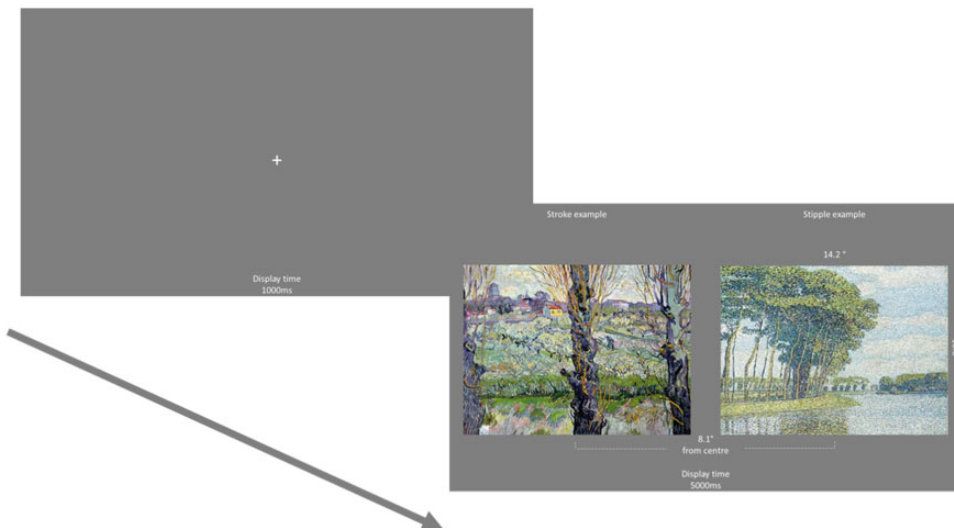 Display time
1000ms
Stroke example
Stipple example
14.2 °
8.1°
from centre
Display time
5000ms